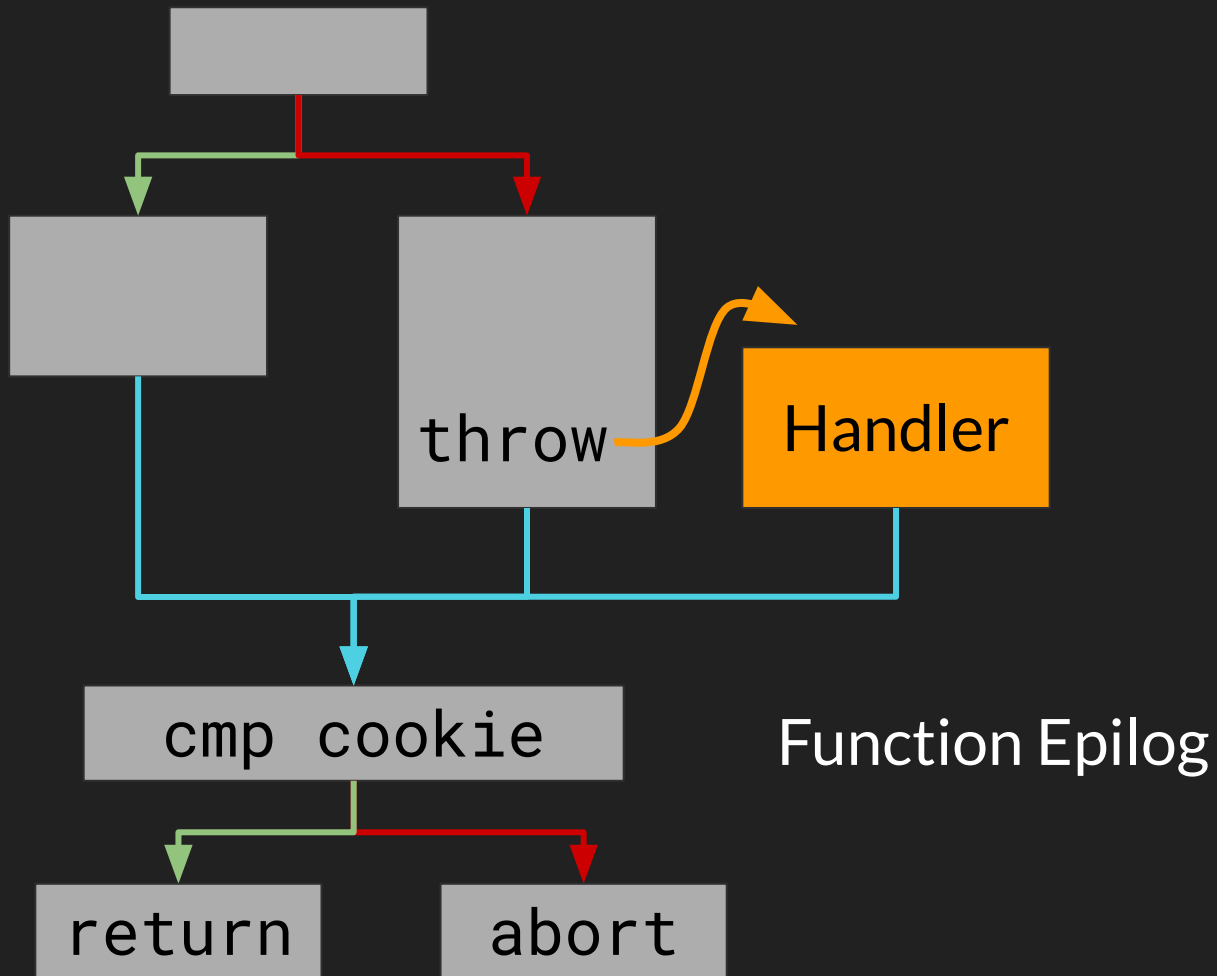 throw
Handler
cmp cookie
Function Epilog
return
abort